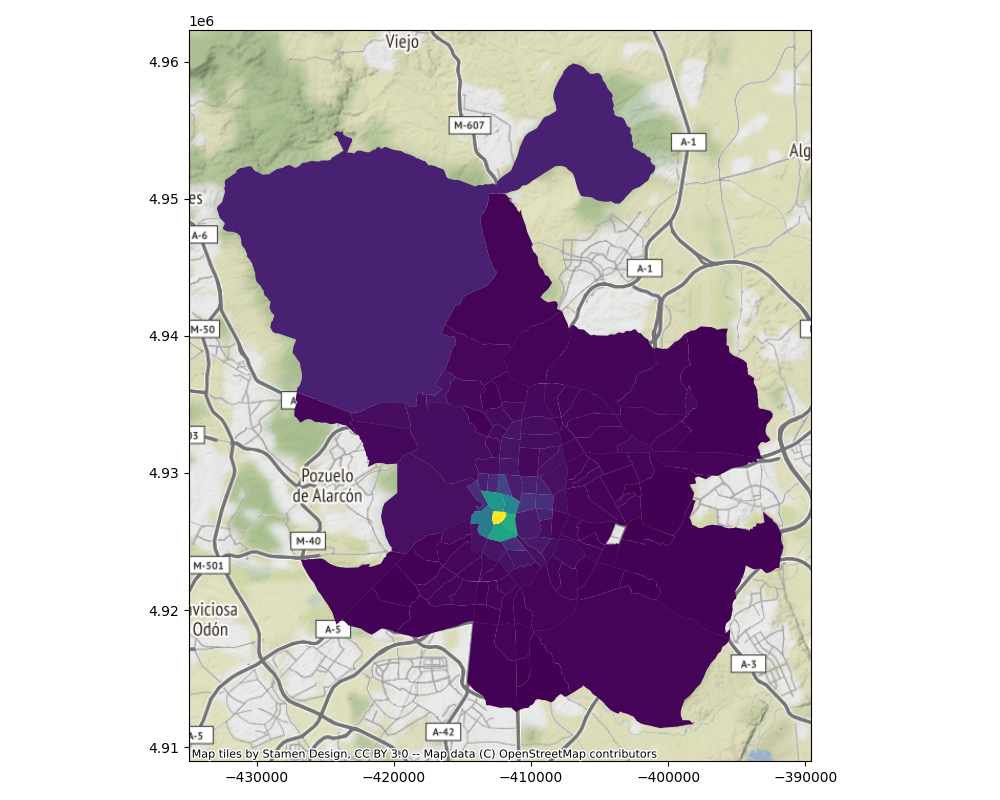 1e6
4.96
Viejo
M-607
A-1
Alg
4.95
es
A-6
A-1
4.94
M-50
A
03
4.93
Pozuelo
de Alarcón
M-40
M-501
4.92
viciosa
Odón
A-5
A-3
A-42
A-5
4.91
Map tiles by Stamen Design, CC BY 3.0 -- Map data (C) OpenStreetMap contributors
−430000
−420000
−410000
−400000
−390000